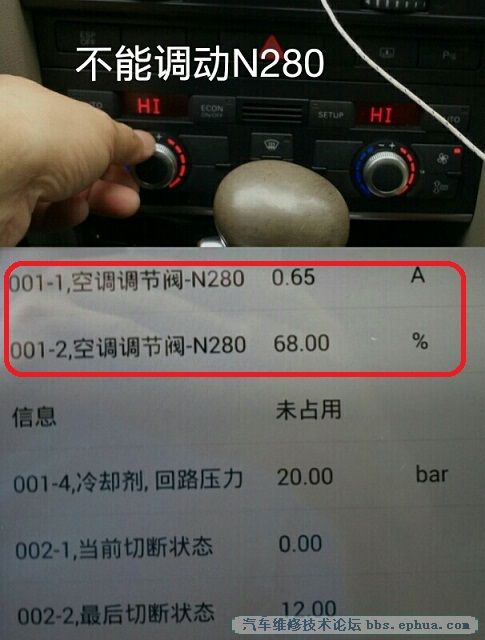 不能调动N280
HI
ECON
ON/OFF
SETUP
HI
AUTO
001-1,空调调节阀-N280 0.65 A
001-2,空调调节阀-N280 68.00 %
信息 未占用
001-4,冷却剂, 回路压力 20.00 bar
002-1,当前切断状态 0.00
002-2,最后切断状态 12.00
汽车维修技术论坛 bbs.ephua.com